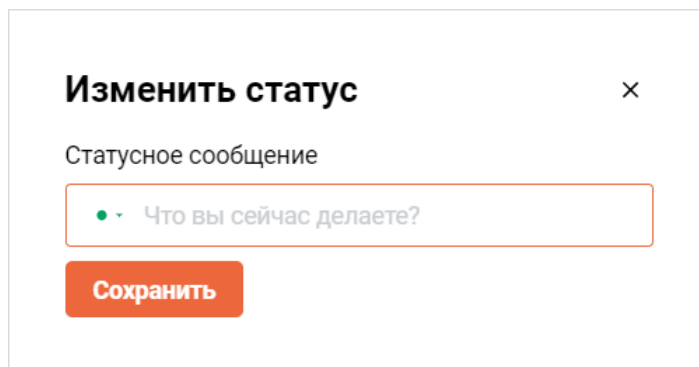 Изменить статус
Статусное сообщение
Что вы сейчас делаете?
Сохранить